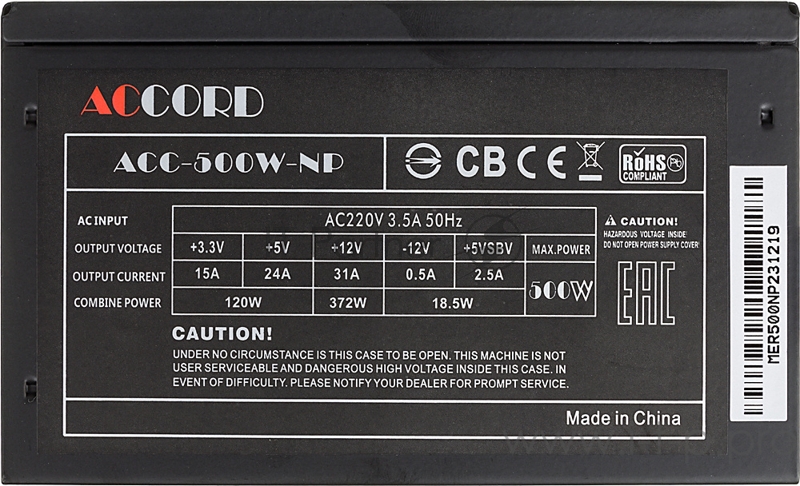 ACCORD
ACC-500W-NP
CB CE RoHS
COMPLIANT Pb
AC INPUT AC220V 3.5A 50Hz
OUTPUT VOLTAGE +3.3V +5V +12V -12V +5VSBV MAX.POWER
OUTPUT CURRENT 15A 24A 31A 0.5A 2.5A 500W
COMBINE POWER 120W 372W 18.5W
CAUTION!
HAZARDOUS VOLTAGE INSIDE
DO NOT OPEN POWER SUPPLY COVER!
EAC
CAUTION!
UNDER NO CIRCUMSTANCE IS THIS CASE TO BE OPEN. THIS MACHINE IS NOT
USER SERVICEABLE AND DANGEROUS HIGH VOLTAGE INSIDE THIS CASE. IN
EVENT OF DIFFICULTY. PLEASE NOTIFY YOUR DEALER FOR PROMPT SERVICE.
Made in China
MER500NP231219